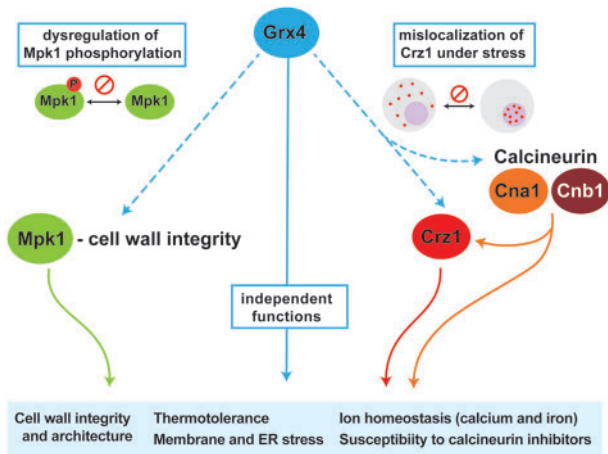 dysregulation of
Mpk1 phosphorylation
Grx4
mislocalization of
Crz1 under stress
P
Mpk1
Mpk1
Calcineurin
Cna1
Cnb1
Mpk1 - cell wall integrity
Crz1
independent
functions
Cell wall integrity
and architecture
Thermotolerance
Membrane and ER stress
Ion homeostasis (calcium and iron)
Susceptibiity to calcineurin inhibitors